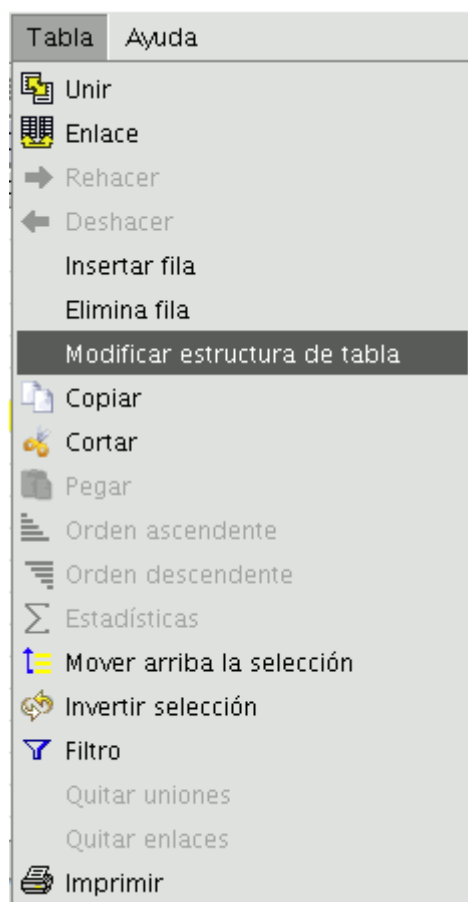 Tabla Ayuda
Unir
Enlace
Rehacer
Deshacer
Insertar fila
Elimina fila
Modificar estructura de tabla
Copiar
Cortar
Pegar
Orden ascendente
Orden descendente
Estadísticas
Mover arriba la selección
Invertir selección
Filtro
Quitar uniones
Quitar enlaces
Imprimir